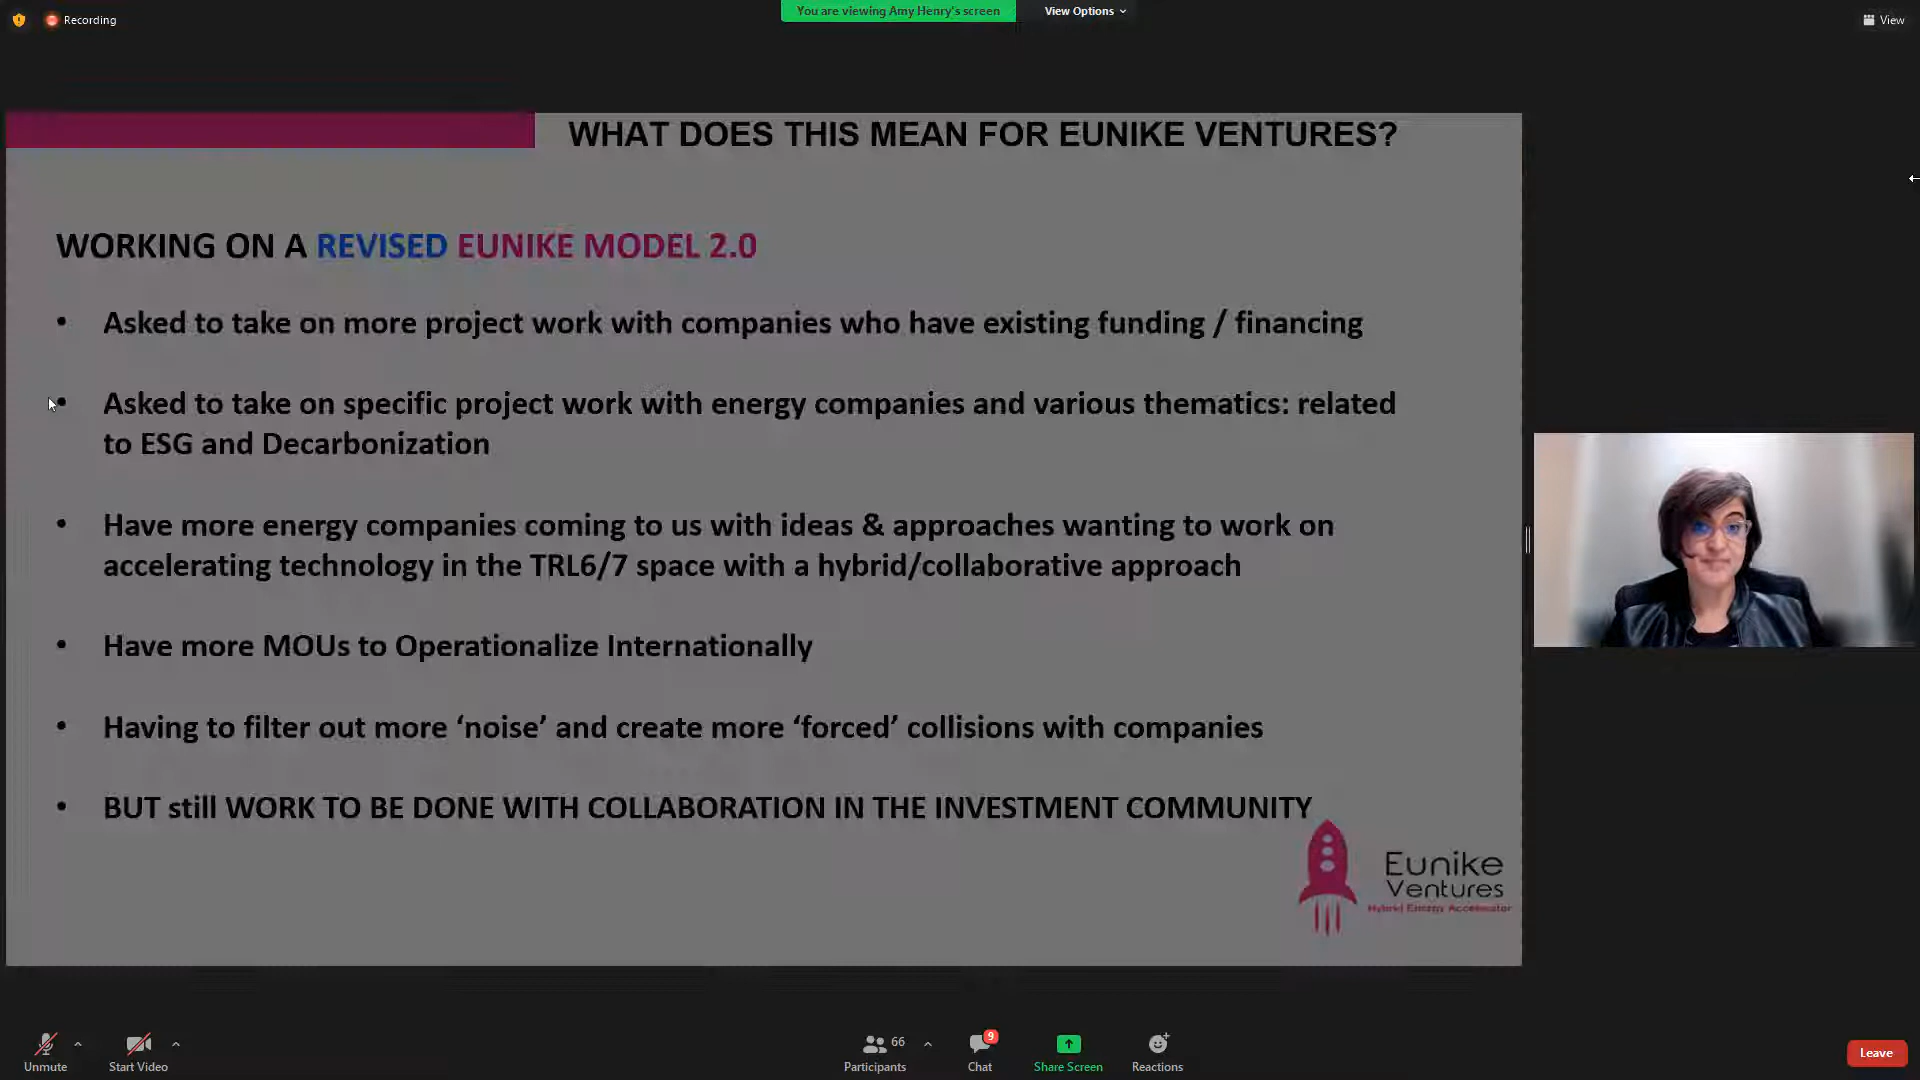 Recording
You are viewing Amy Henry's screen
View Options
View
WHAT DOES THIS MEAN FOR EUNIKE VENTURES?
WORKING ON A REVISED EUNIKE MODEL 2.0
• Asked to take on more project work with companies who have existing funding / financing
• Asked to take on specific project work with energy companies and various thematics: related
to ESG and Decarbonization
• Have more energy companies coming to us with ideas & approaches wanting to work on
accelerating technology in the TRL6/7 space with a hybrid/collaborative approach
• Have more MOUs to Operationalize Internationally
• Having to filter out more ‘noise’ and create more ‘forced’ collisions with companies
• BUT still WORK TO BE DONE WITH COLLABORATION IN THE INVESTMENT COMMUNITY
Eunike
Ventures
Hybrid Energy Accelerator
Unmute
Start Video
66
Participants
9
Chat
Share Screen
Reactions
Leave